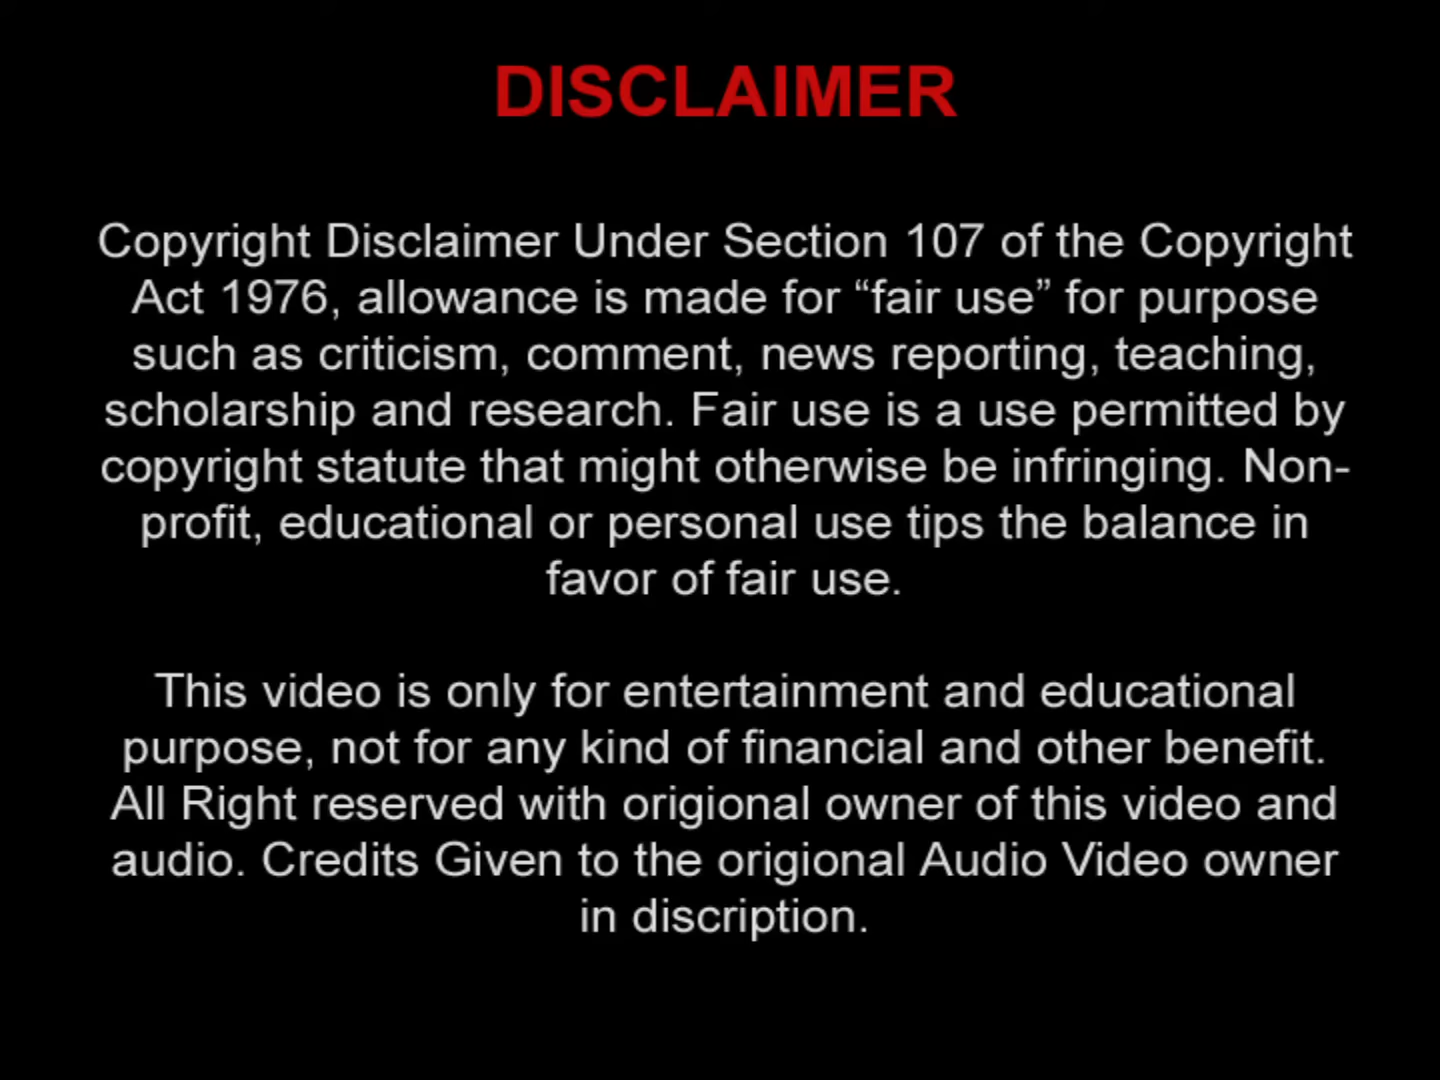 DISCLAIMER
Copyright Disclaimer Under Section 107 of the Copyright
Act 1976, allowance is made for “fair use” for purpose
such as criticism, comment, news reporting, teaching,
scholarship and research. Fair use is a use permitted by
copyright statute that might otherwise be infringing. Non-
profit, educational or personal use tips the balance in
favor of fair use.
This video is only for entertainment and educational
purpose, not for any kind of financial and other benefit.
All Right reserved with origional owner of this video and
audio. Credits Given to the origional Audio Video owner
in discription.